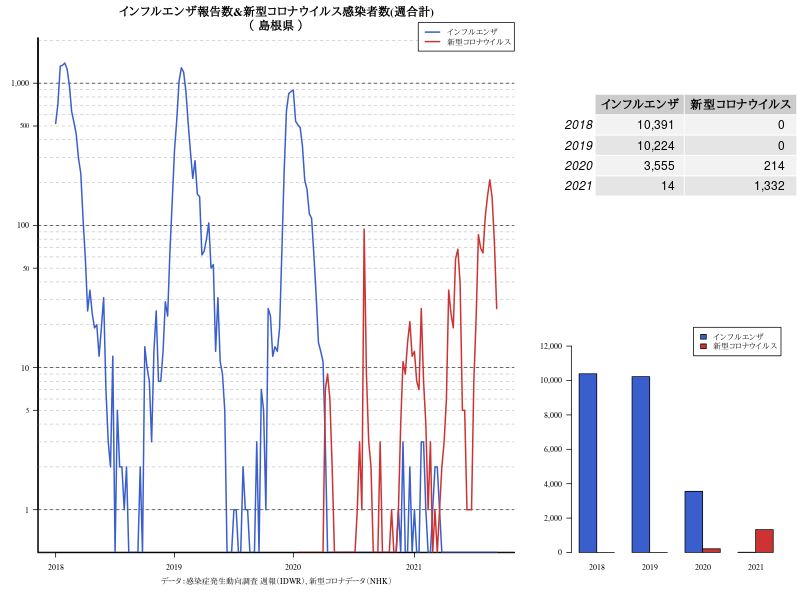 インフルエンザ報告数&新型コロナウイルス感染者数(週合計)
( 島根県 )
インフルエンザ
新型コロナウイルス
1,000
500
100
50
10
5
1
2018
2019
2020
2021
データ：感染症発生動向調査 週報(IDWR)、新型コロナデータ(NHK)
インフルエンザ 新型コロナウイルス
2018 10,391 0
2019 10,224 0
2020 3,555 214
2021 14 1,332
インフルエンザ
新型コロナウイルス
12,000
10,000
8,000
6,000
4,000
2,000
0
2018
2019
2020
2021